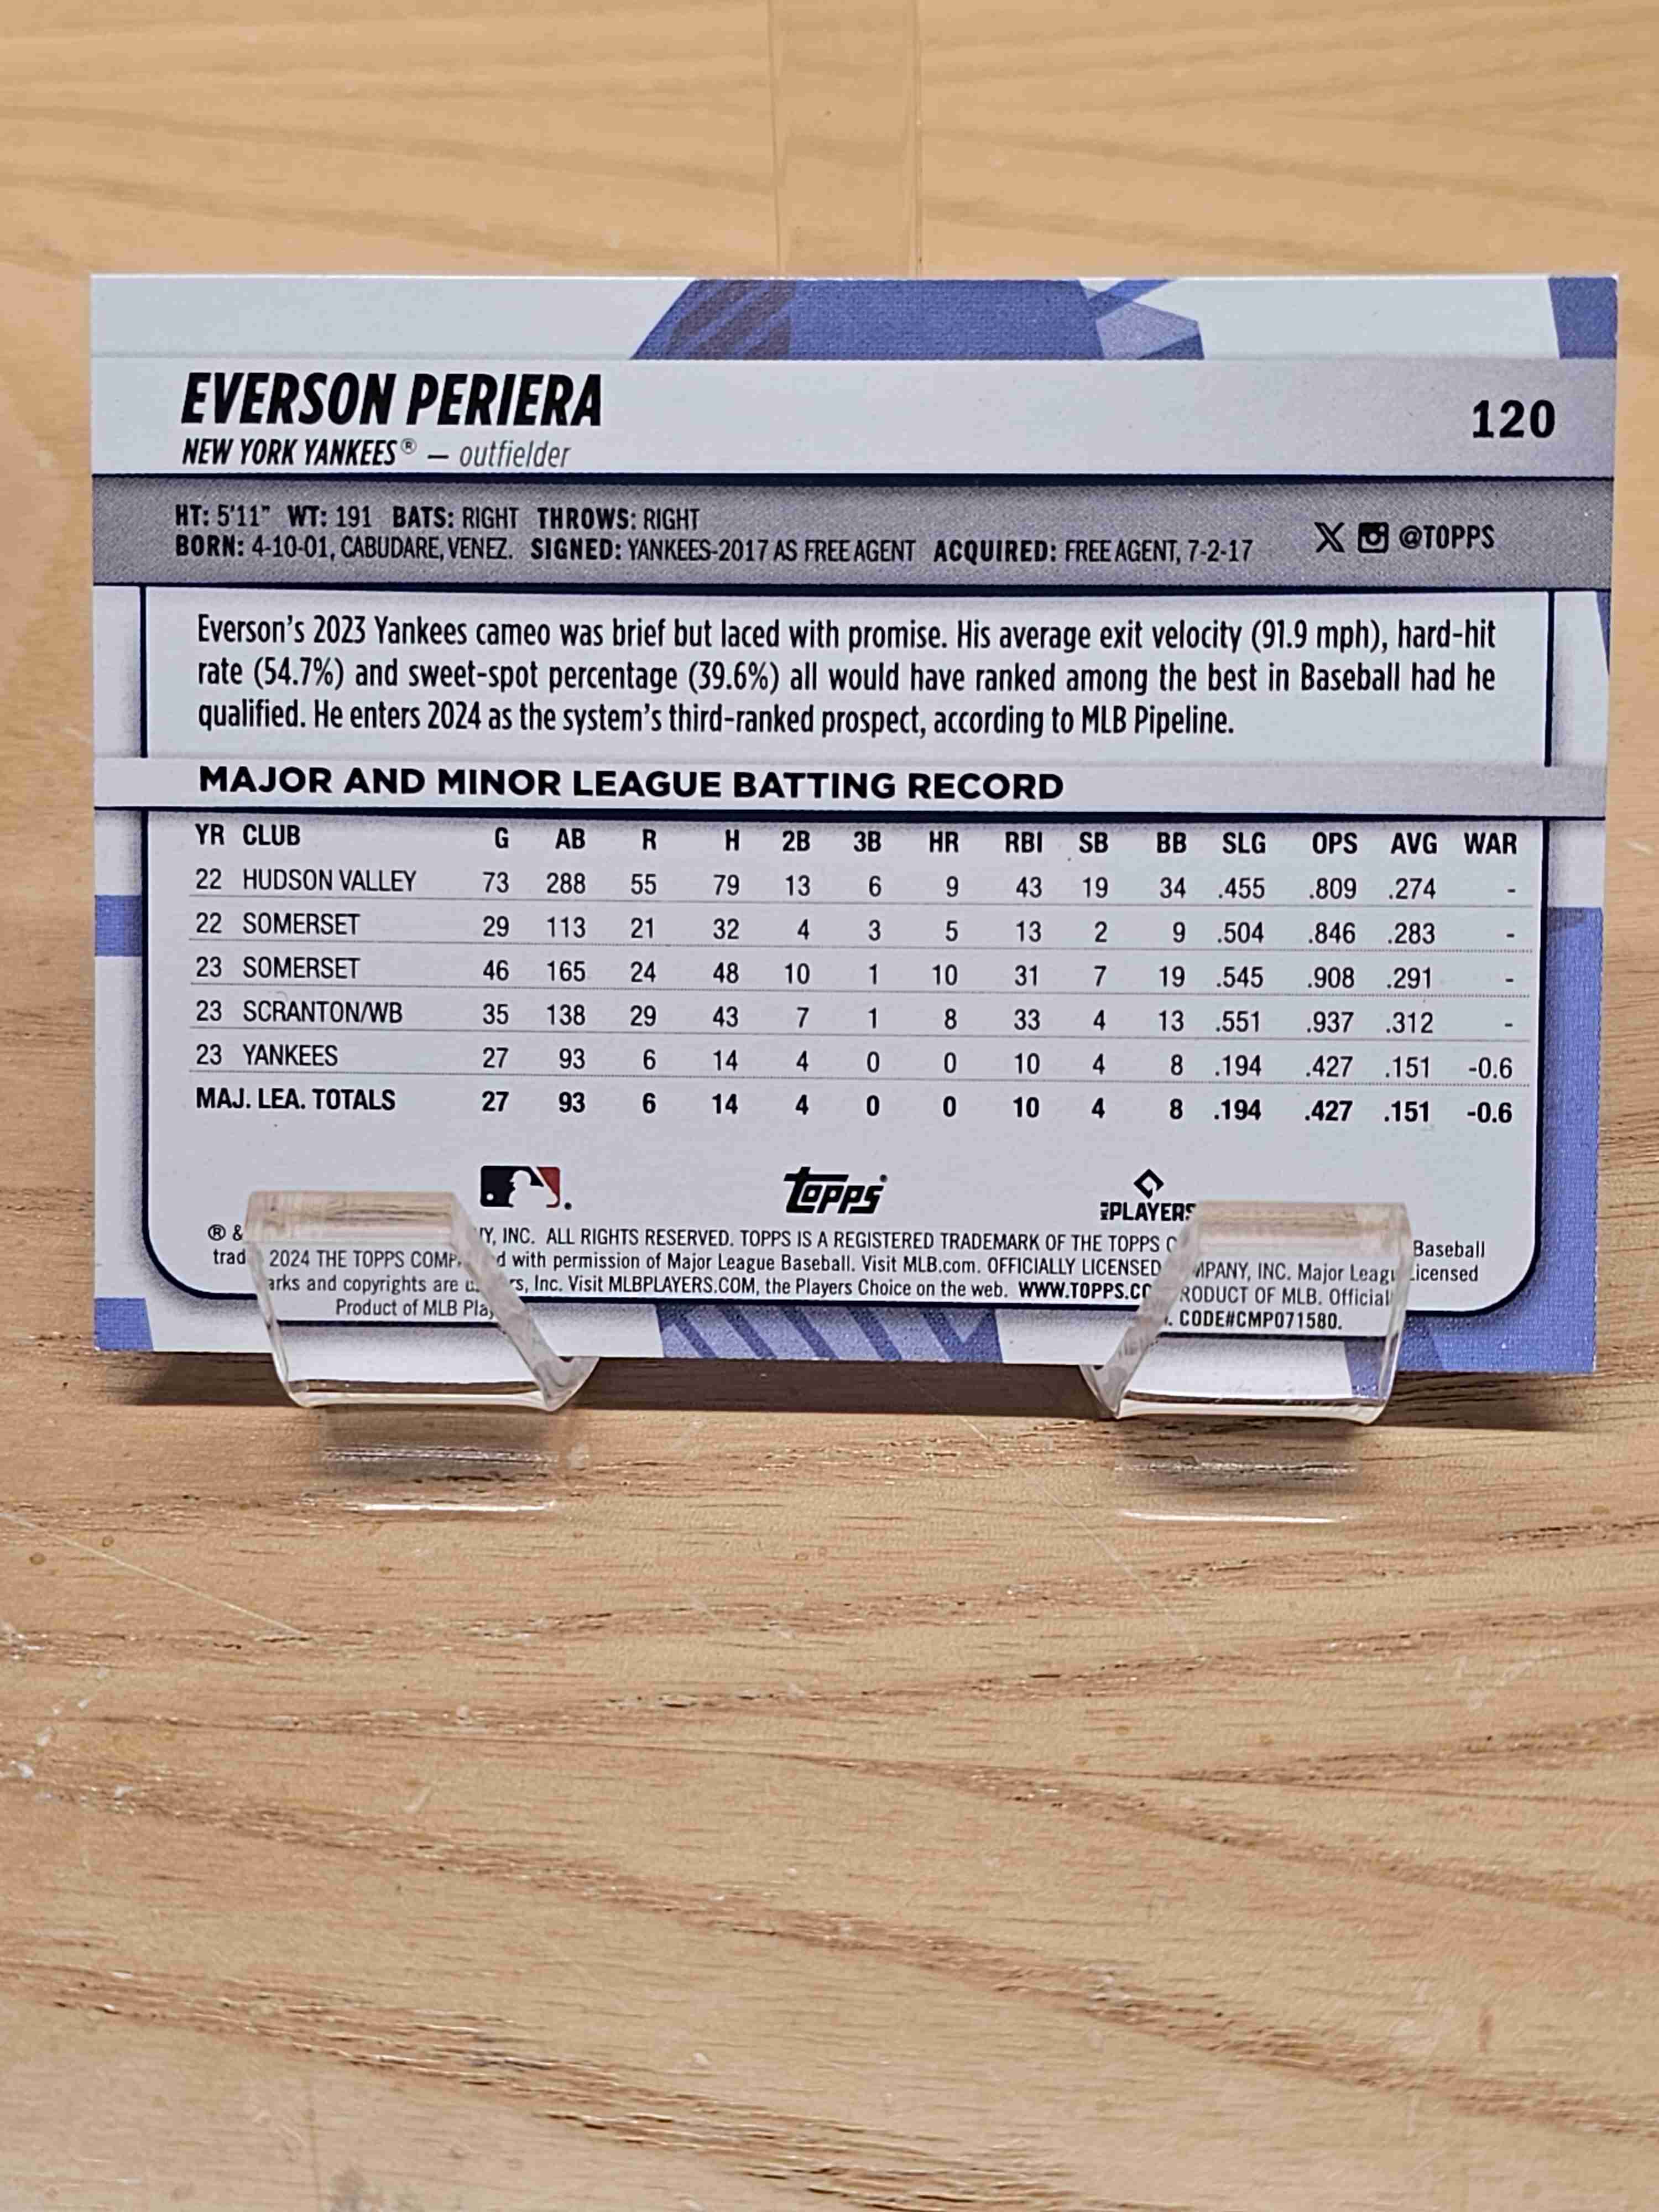 EVERSON PERIERA
120
NEW YORK YANKEES® — outfielder
HT: 5'11" WT: 191 BATS: RIGHT THROWS: RIGHT
BORN: 4-10-01, CABUDARE, VENEZ. SIGNED: YANKEES-2017 AS FREE AGENT ACQUIRED: FREE AGENT, 7-2-17
@TOPPS
Everson's 2023 Yankees cameo was brief but laced with promise. His average exit velocity (91.9 mph), hard-hit
rate (54.7%) and sweet-spot percentage (39.6%) all would have ranked among the best in Baseball had he
qualified. He enters 2024 as the system's third-ranked prospect, according to MLB Pipeline.
MAJOR AND MINOR LEAGUE BATTING RECORD
YR CLUB G AB R H 2B 3B HR RBI SB BB SLG OPS AVG WAR
22 HUDSON VALLEY 73 288 55 79 13 6 9 43 19 34 .455 .809 .274 -
22 SOMERSET 29 113 21 32 4 3 5 13 2 9 .504 .846 .283 -
23 SOMERSET 46 165 24 48 10 1 10 31 7 19 .545 .908 .291 -
23 SCRANTON/WB 35 138 29 43 7 1 8 33 4 13 .551 .937 .312 -
23 YANKEES 27 93 6 14 4 0 0 10 4 8 .194 .427 .151 -0.6
MAJ. LEA. TOTALS 27 93 6 14 4 0 0 10 4 8 .194 .427 .151 -0.6
topps
PLAYERS
® & 2024 THE TOPPS INC. ALL RIGHTS RESERVED. TOPPS IS A REGISTERED TRADEMARK OF THE TOPPS INC. Major Baseball
and copyrights are with permission of Major League Baseball. Visit MLB.com. OFFICIALLY LICENSED PRODUCT OF MLB. Official
Product of MLB Inc. Visit MLBPLAYERS.COM, the Players Choice on the web. WWW.TOPPS. CODE#CMP071580.